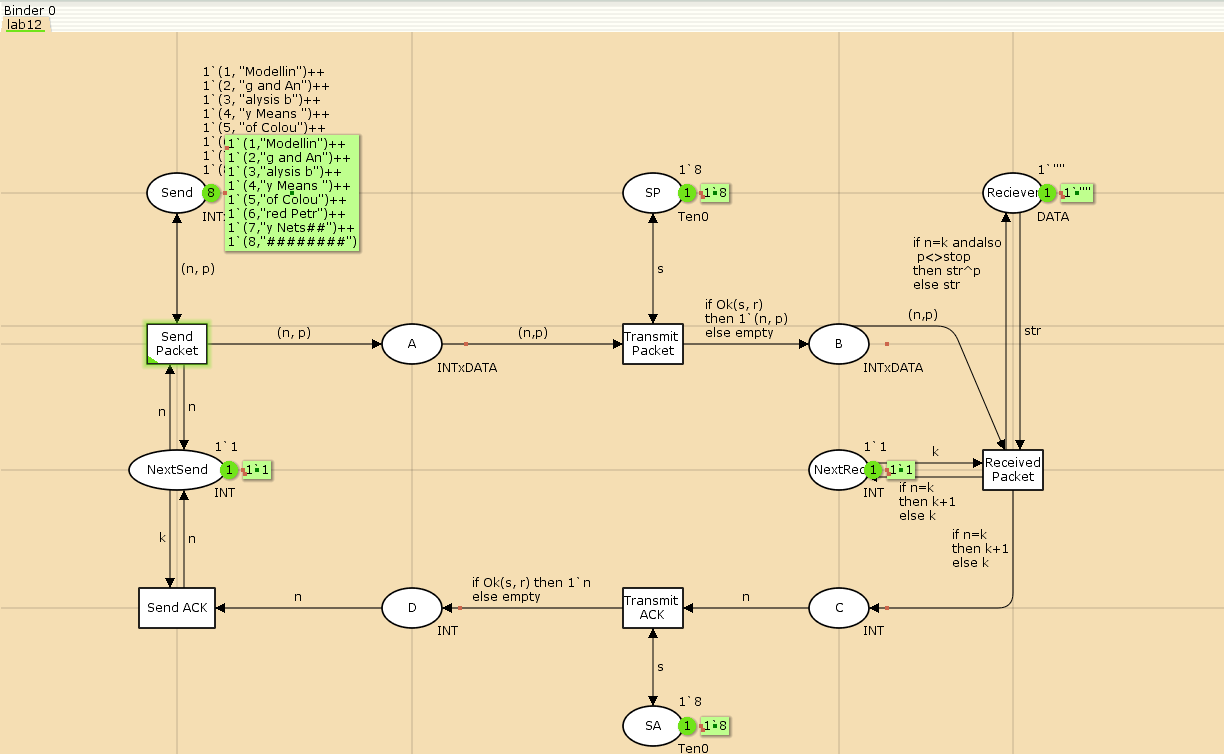 Binder 0
lab12
1`(1, "Modellin")++
1`(2, "g and An")++
1`(3, "alysis b")++
1`(4, "y Means ")++
1`(5, "of Colou")++
1`(
1`(
1`(
1`(1,"Modellin")++
1`(2,"g and An")++
1`(3,"alysis b")++
1`(4,"y Means ")++
1`(5,"of Colou")++
1`(6,"red Petr")++
1`(7,"y Nets##")++
1`(8,"########")
Send
8
INT
1`8
SP
1
1`8
Ten0
1`""
Reciever
1
1`""
DATA
(n, p)
s
if n=k andalso
p<>stop
then str^p
else str
str
Send
Packet
(n, p)
A
INTxDATA
(n,p)
Transmit
Packet
if Ok(s, r)
then 1`(n, p)
else empty
B
INTxDATA
(n,p)
n
n
1`1
NextSend
1
1`1
INT
1`1
NextRec
1
1`1
INT
k
if n=k
then k+1
else k
Received
Packet
if n=k
then k+1
else k
k
n
Send ACK
n
D
INT
if Ok(s, r) then 1`n
else empty
Transmit
ACK
n
C
INT
s
1`8
SA
1
1`8
Ten0